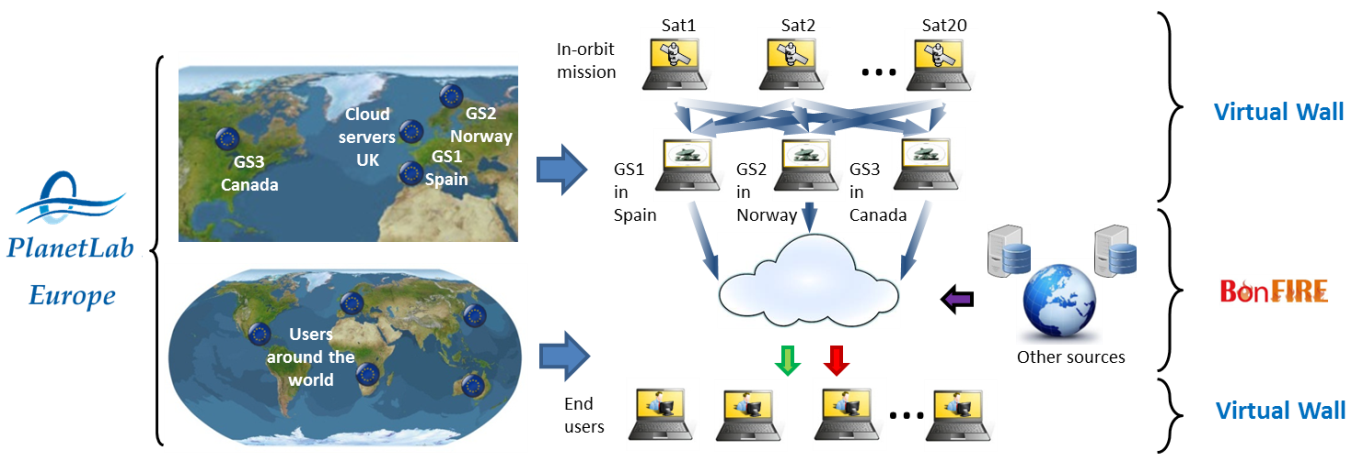 PlanetLab
Europe
Cloud
servers
UK
GS2
Norway
GS3
Canada
GS1
Spain
Users
around the
world
In-orbit
mission
Sat1
Sat2
...
Sat20
GS1
in
Spain
GS2
in
Norway
GS3
in
Canada
Other sources
End
users
...
Virtual Wall
BonFIRE
Virtual Wall